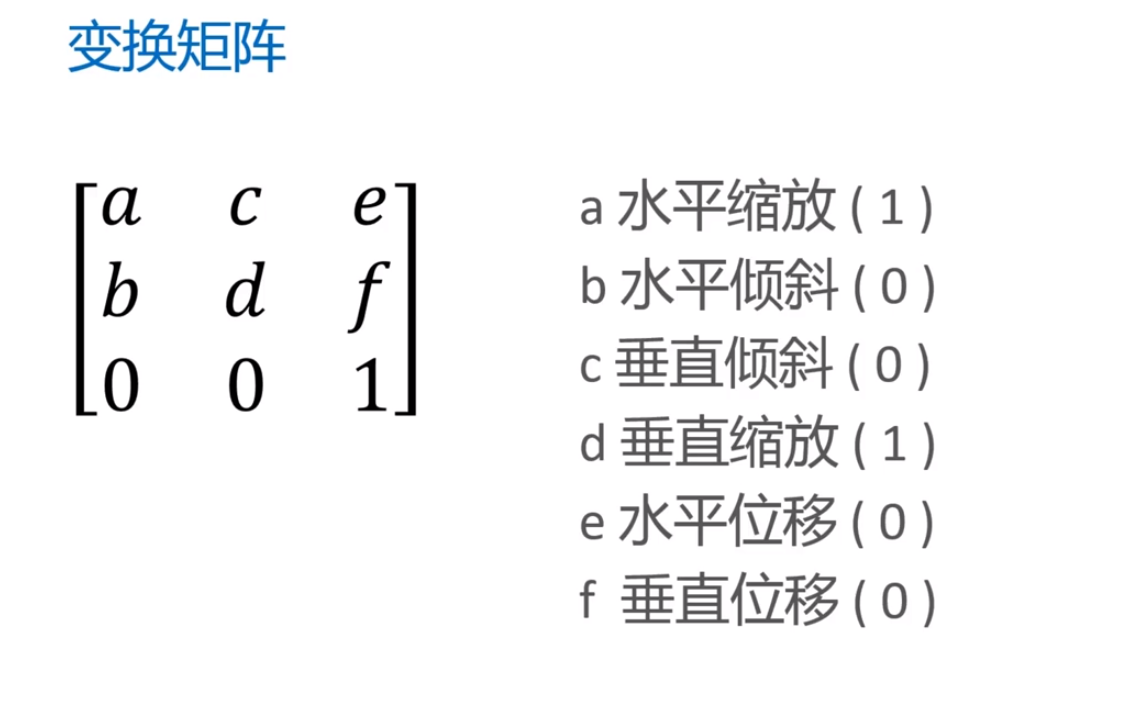 变换矩阵
a c e
b d f
0 0 1
a 水平缩放 ( 1 )
b 水平倾斜 ( 0 )
c 垂直倾斜 ( 0 )
d 垂直缩放 ( 1 )
e 水平位移 ( 0 )
f 垂直位移 ( 0 )